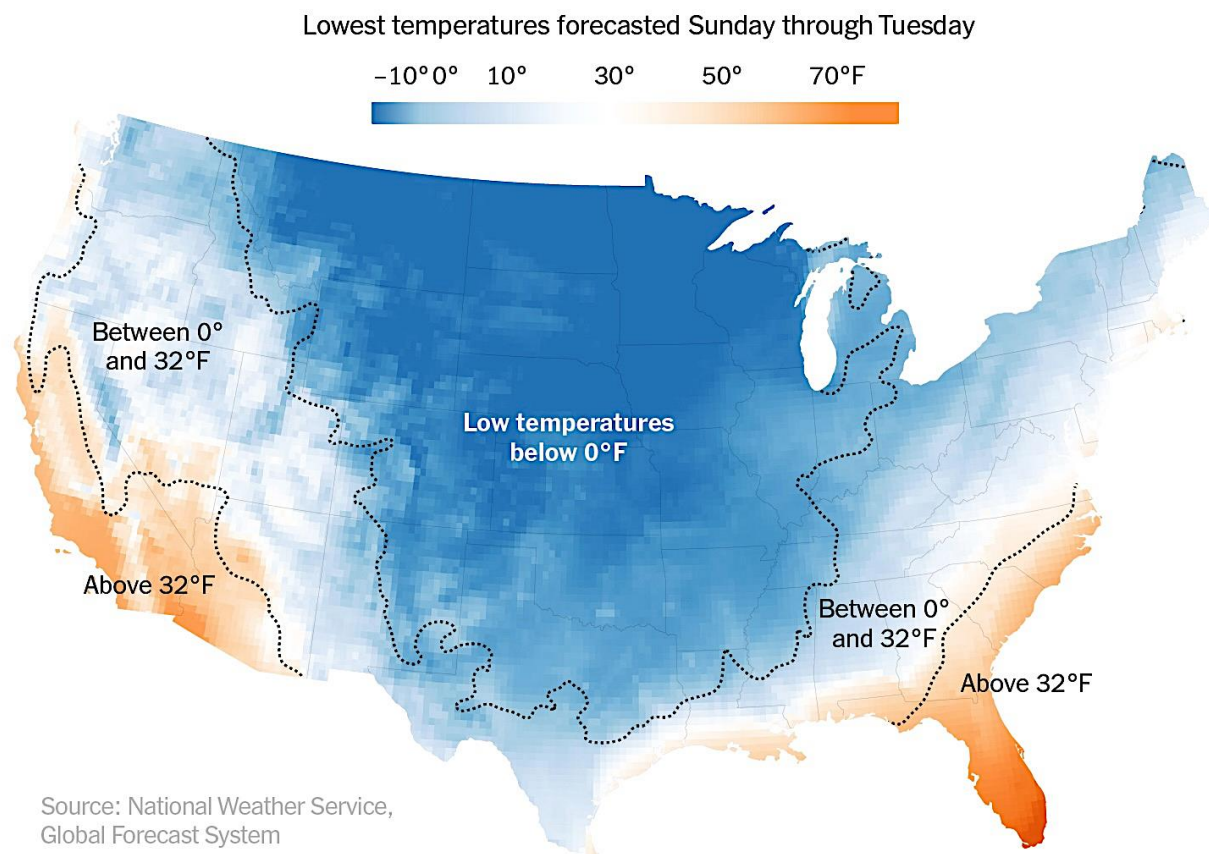 Lowest temperatures forecasted Sunday through Tuesday
–10° 0° 10° 30° 50° 70°F
Between 0°
and 32°F
Low temperatures
below 0°F
Above 32°F
Between 0°
and 32°F
Above 32°F
Source: National Weather Service,
Global Forecast System